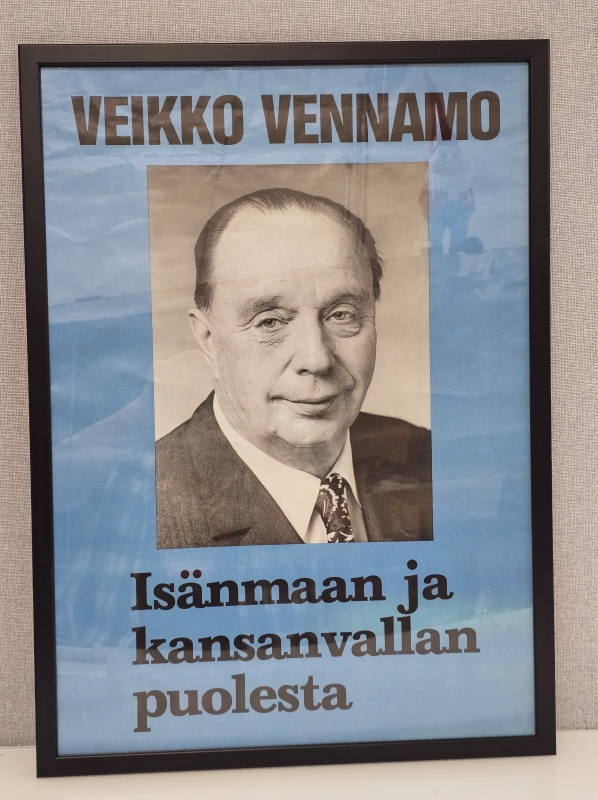 VEIKKO VENNAMO
Isänmaan ja
kansanvallan
puolesta